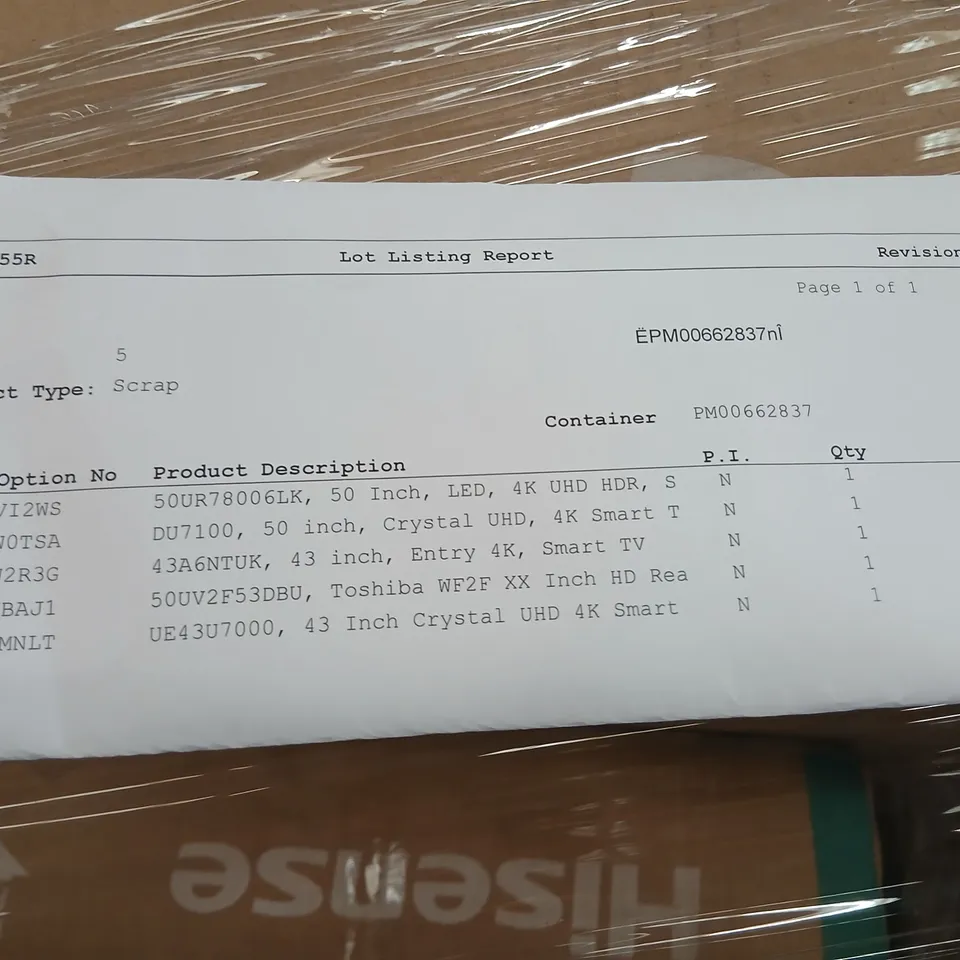 55R Lot Listing Report Revision
Page 1 of 1
ËPM00662837nÎ
5
ct Type: Scrap
Container PM00662837
Option No Product Description P.I. Qty
VI2WS 50UR78006LK, 50 Inch, LED, 4K UHD HDR, S N 1
W0TSA DU7100, 50 inch, Crystal UHD, 4K Smart T N 1
2R3G 43A6NTUK, 43 inch, Entry 4K, Smart TV N 1
BAJ1 50UV2F53DBU, Toshiba WF2F XX Inch HD Rea N 1
MNLT UE43U7000, 43 Inch Crystal UHD 4K Smart N 1
Hisense